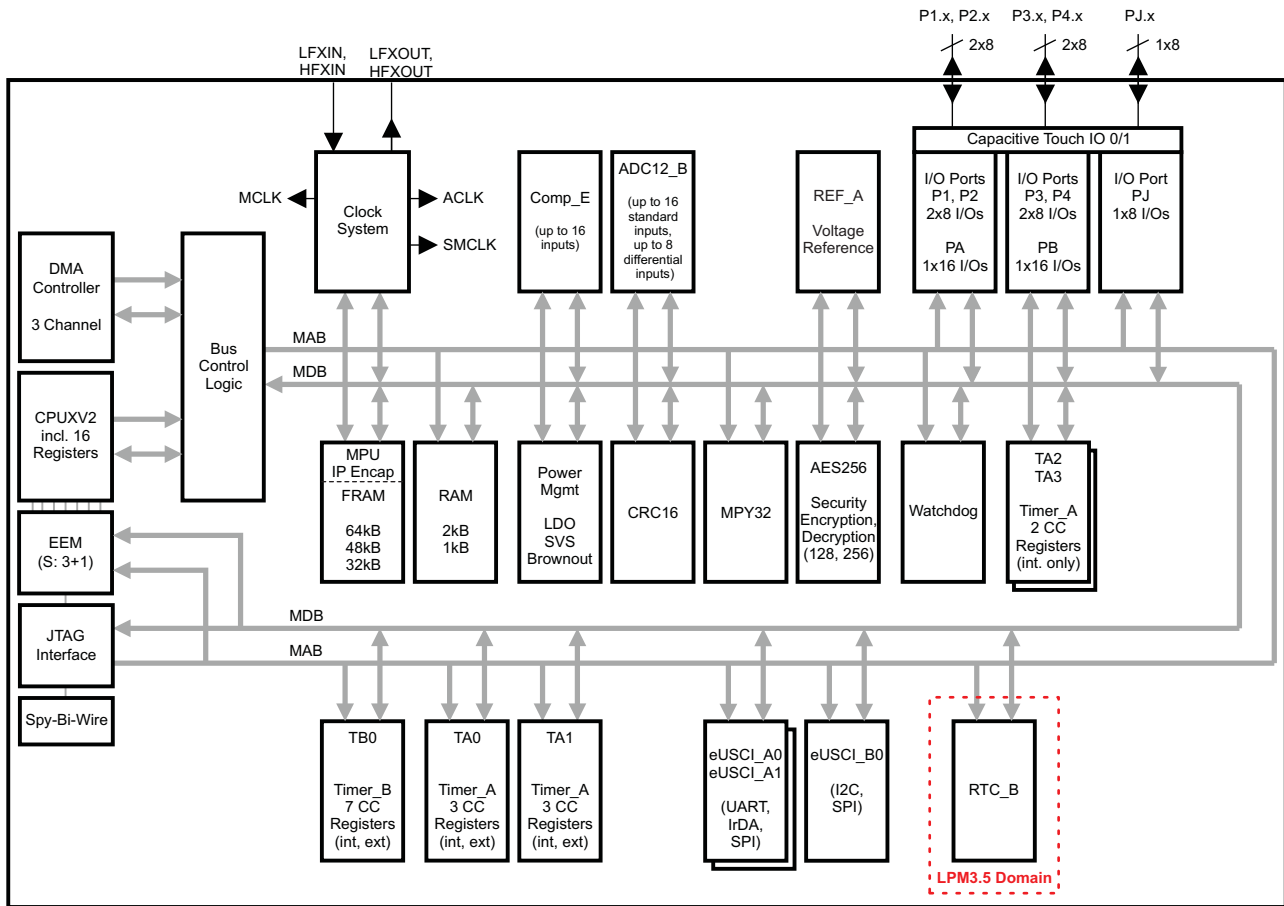 P1.x, P2.x
P3.x, P4.x
PJ.x
2x8
2x8
1x8
LFXIN,
HFXIN
LFXOUT,
HFXOUT
Capacitive Touch IO 0/1
MCLK
Clock
System
ACLK
SMCLK
Comp_E
(up to 16
inputs)
ADC12_B
(up to 16
standard
inputs,
up to 8
differential
inputs)
REF_A
Voltage
Reference
I/O Ports
P1, P2
2x8 I/Os
PA
1x16 I/Os
I/O Ports
P3, P4
2x8 I/Os
PB
1x16 I/Os
I/O Port
PJ
1x8 I/Os
DMA
Controller
3 Channel
Bus
Control
Logic
MAB
MDB
CPUXV2
incl. 16
Registers
MPU
IP Encap
FRAM
64kB
48kB
32kB
RAM
2kB
1kB
Power
Mgmt
LDO
SVS
Brownout
CRC16
MPY32
AES256
Security
Encryption,
Decryption
(128, 256)
Watchdog
TA2
TA3
Timer_A
2 CC
Registers
(int. only)
EEM
(S: 3+1)
JTAG
Interface
MDB
MAB
Spy-Bi-Wire
TB0
Timer_B
7 CC
Registers
(int, ext)
TA0
Timer_A
3 CC
Registers
(int, ext)
TA1
Timer_A
3 CC
Registers
(int, ext)
eUSCI_A0
eUSCI_A1
(UART,
IrDA,
SPI)
eUSCI_B0
(I2C,
SPI)
RTC_B
LPM3.5 Domain